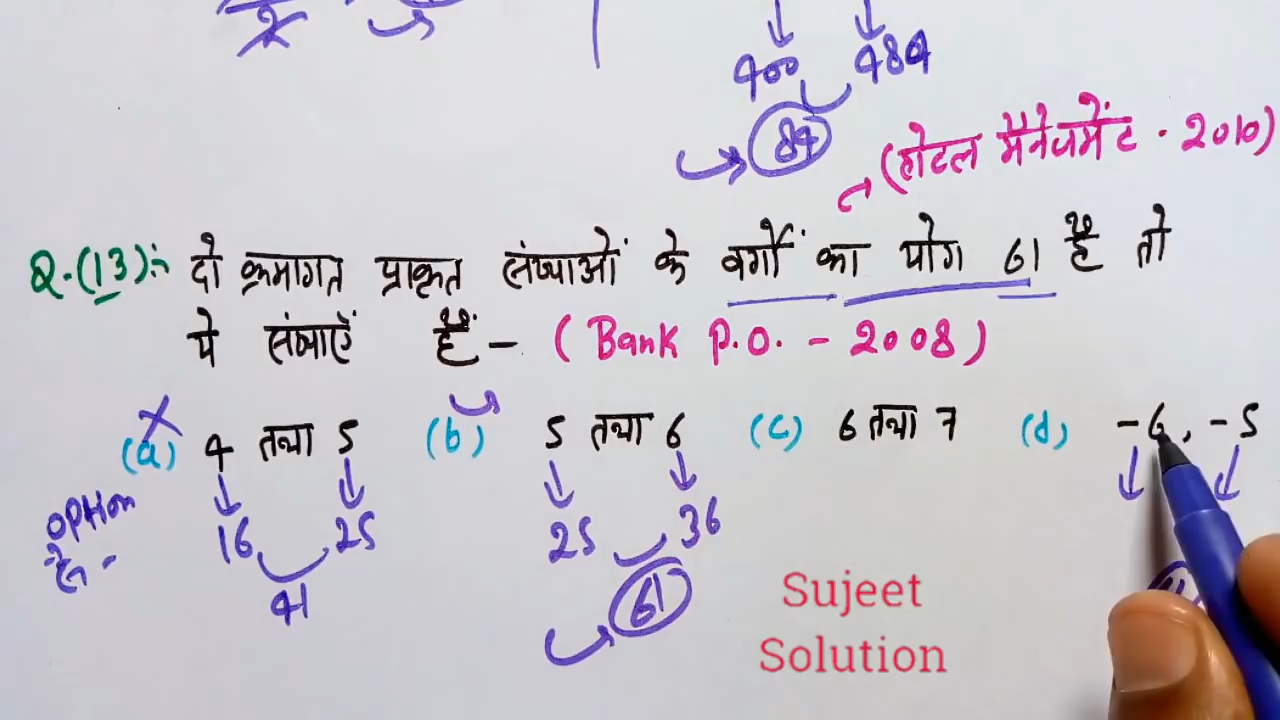 400 484
84
(होटल मैनेजमेंट · 2010)
Q.(13):- दो क्रमागत प्राकृत संख्याओं के वर्गों का योग 61 है तो
ये संख्याएँ हैं- (Bank P.O. - 2008)
(a) 4 तथा 5 (b) 5 तथा 6 (c) 6 तथा 7 (d) -6, -5
option
से -
16 25 25 36
41 61
Sujeet
Solution